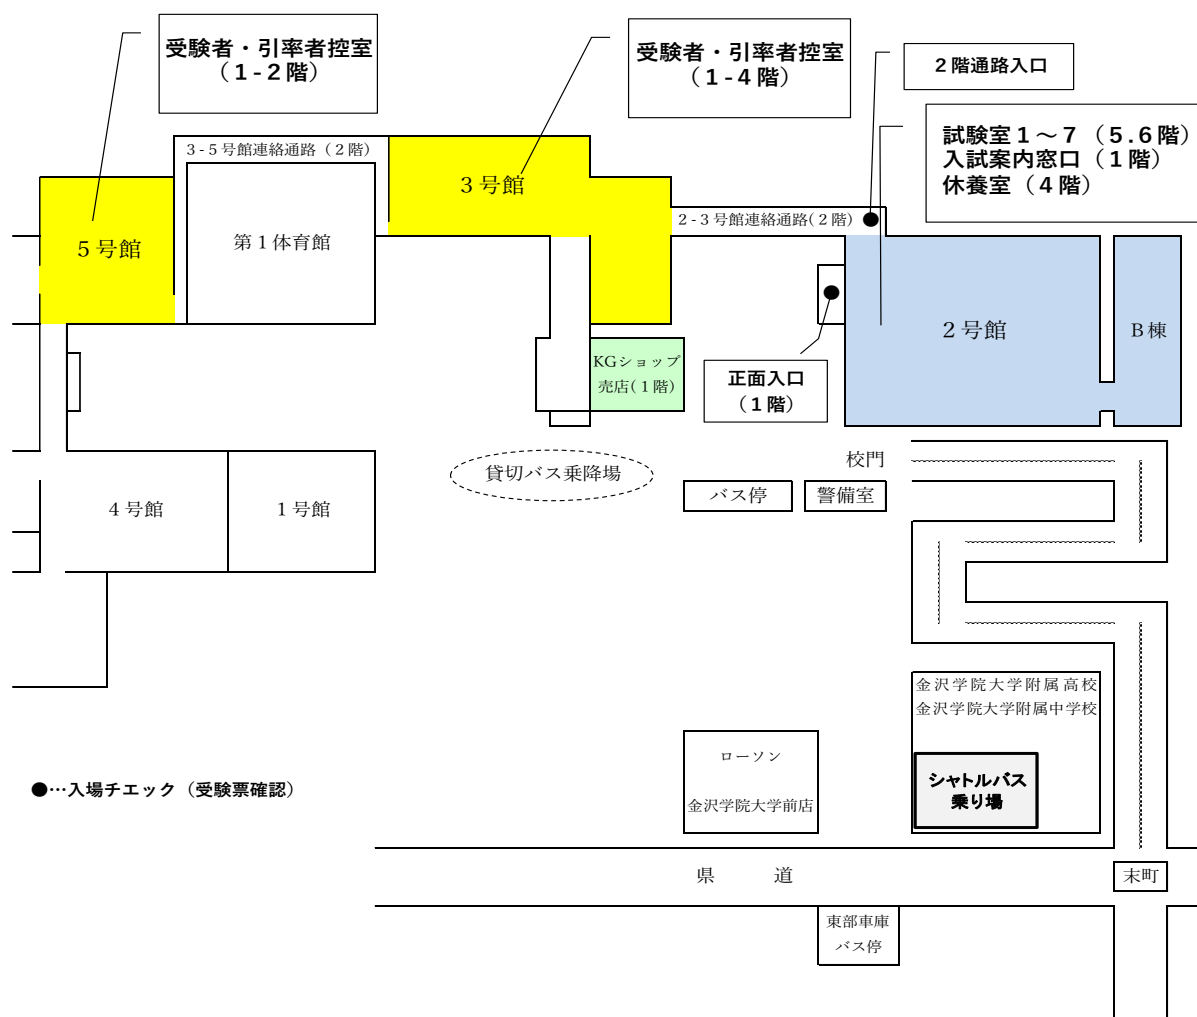 受験者・引率者控室
（１-２階）
受験者・引率者控室
（１-４階）
２階通路入口
試験室１～７（５.６階）
入試案内窓口（１階）
休養室（４階）
3-5号館連絡通路（２階）
３号館
2-3号館連絡通路(２階)
５号館
第１体育館
２号館
Ｂ棟
KGショップ
売店(１階)
正面入口
（１階）
校門
貸切バス乗降場
バス停
警備室
４号館
１号館
金沢学院大学附属高校
金沢学院大学附属中学校
ローソン
金沢学院大学前店
シャトルバス
乗り場
●…入場チエック（受験票確認）
県　　道
末町
東部車庫
バス停